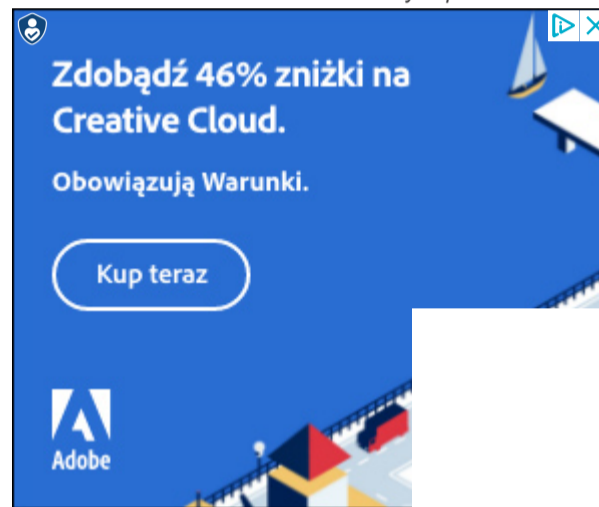 Zdobądź 46% zniżki na
Creative Cloud.
Obowiązują Warunki.
Kup teraz
Adobe